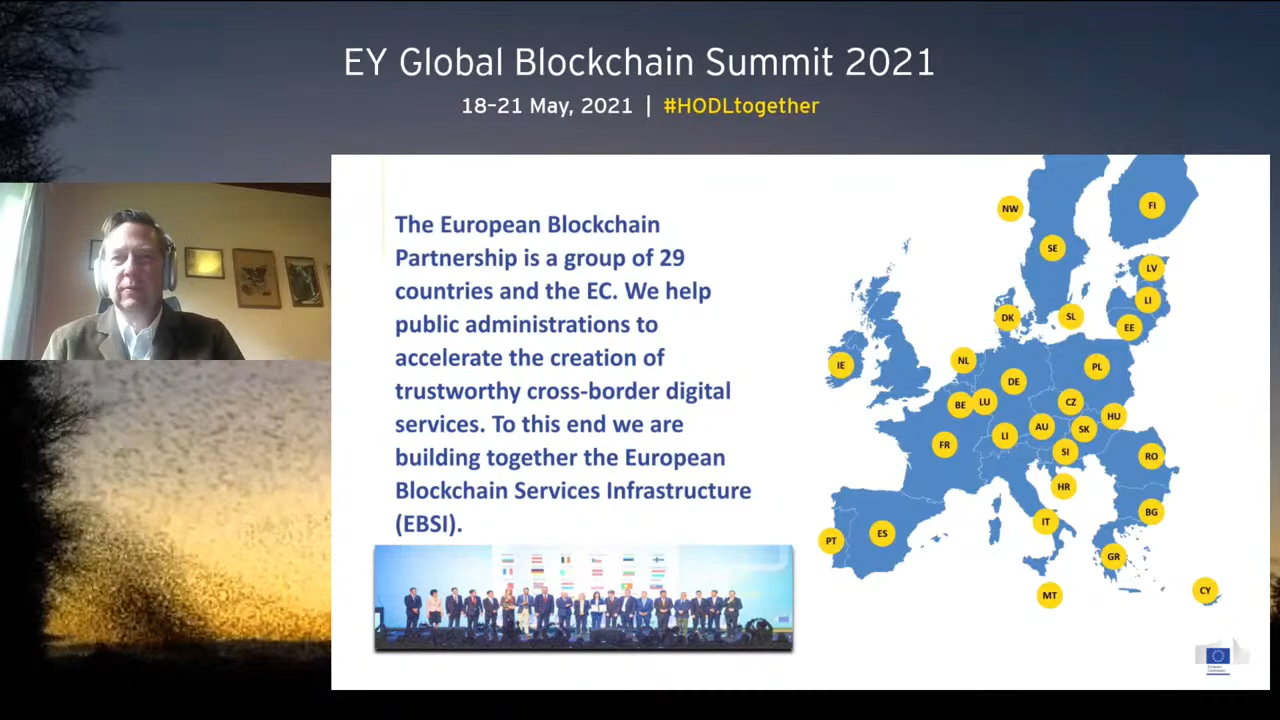 EY Global Blockchain Summit 2021
18–21 May, 2021 | #HODLtogether
The European Blockchain
Partnership is a group of 29
countries and the EC. We help
public administrations to
accelerate the creation of
trustworthy cross-border digital
services. To this end we are
building together the European
Blockchain Services Infrastructure
(EBSI).
NW
FI
SE
LV
LI
DK
SL
EE
IE
NL
PL
DE
BE
LU
CZ
HU
AU
SK
LI
FR
SI
RO
HR
BG
IT
ES
PT
GR
CY
MT